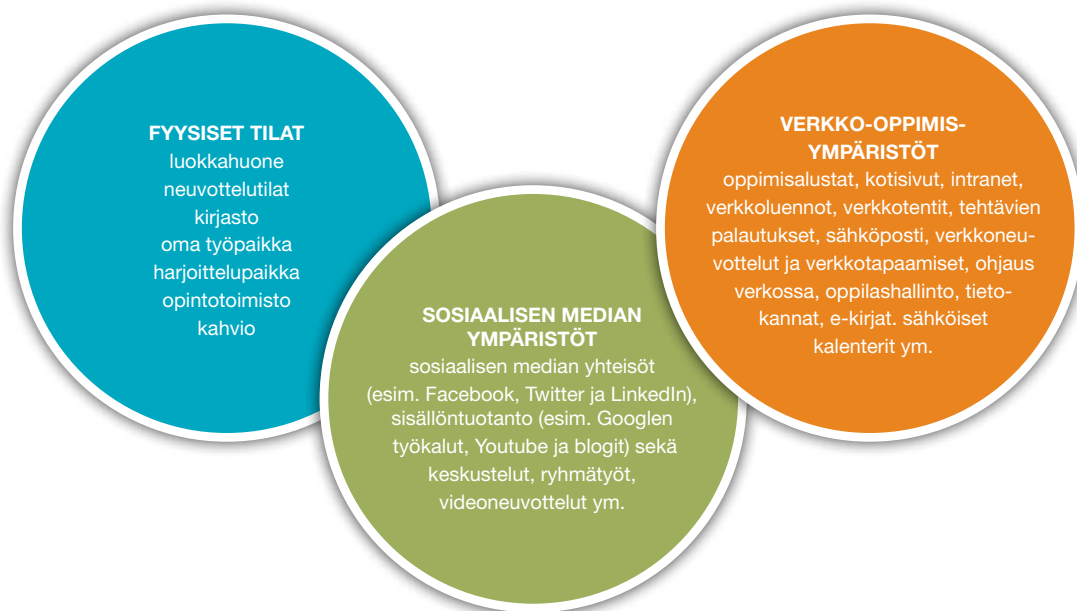 FYYSISET TILAT
luokkahuone
neuvottelutilat
kirjasto
oma työpaikka
harjoittelupaikka
opintotoimisto
kahvio
SOSIAALISEN MEDIAN
YMPÄRISTÖT
sosiaalisen median yhteisöt
(esim. Facebook, Twitter ja LinkedIn),
sisällöntuotanto (esim. Googlen
työkalut, Youtube ja blogit) sekä
keskustelut, ryhmätyöt,
videoneuvottelut ym.
VERKKO-OPPIMIS-
YMPÄRISTÖT
oppimisalustat, kotisivut, intranet,
verkkoluennot, verkkotentit, tehtävien
palautukset, sähköposti, verkkoneu-
vottelut ja verkkotapaamiset, ohjaus
verkossa, oppilashallinto, tieto-
kannat, e-kirjat. sähköiset
kalenterit ym.